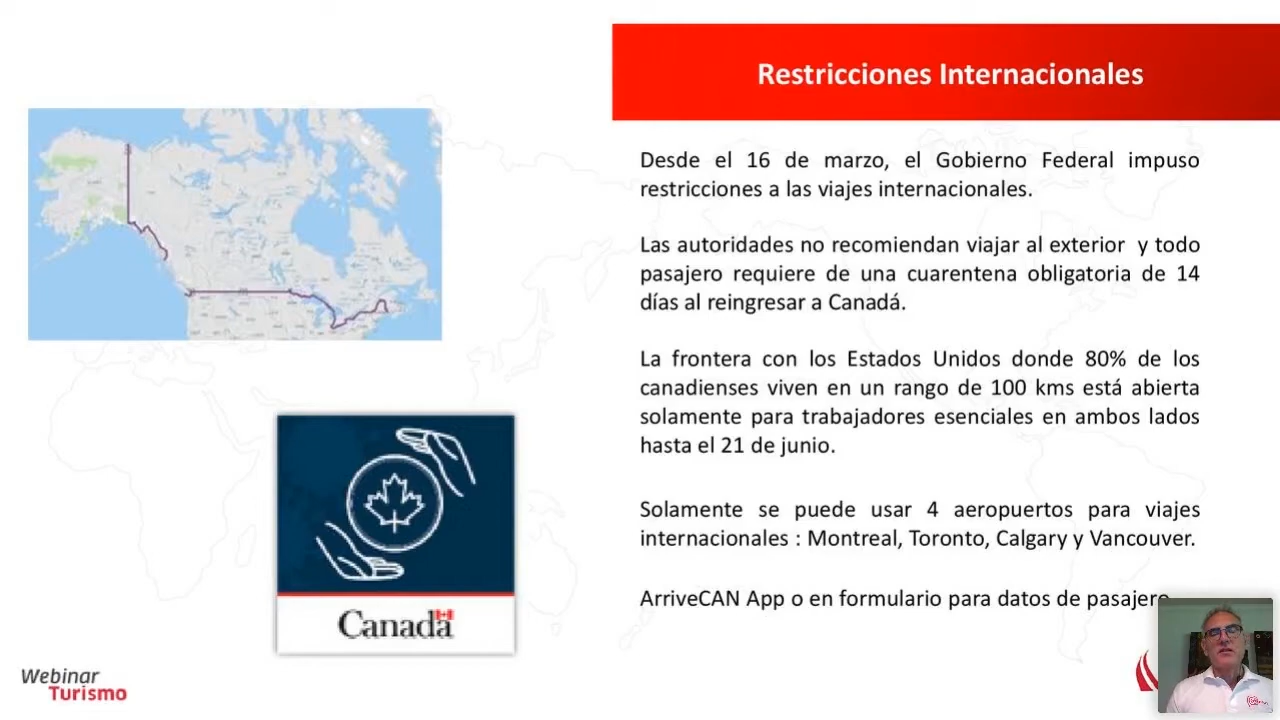 Restricciones Internacionales
Desde el 16 de marzo, el Gobierno Federal impuso
restricciones a las viajes internacionales.
Las autoridades no recomiendan viajar al exterior y todo
pasajero requiere de una cuarentena obligatoria de 14
días al reingresar a Canadá.
La frontera con los Estados Unidos donde 80% de los
canadienses viven en un rango de 100 kms está abierta
solamente para trabajadores esenciales en ambos lados
hasta el 21 de junio.
Solamente se puede usar 4 aeropuertos para viajes
internacionales : Montreal, Toronto, Calgary y Vancouver.
ArriveCAN App o en formulario para datos de pasajero
Canada
Webinar
Turismo